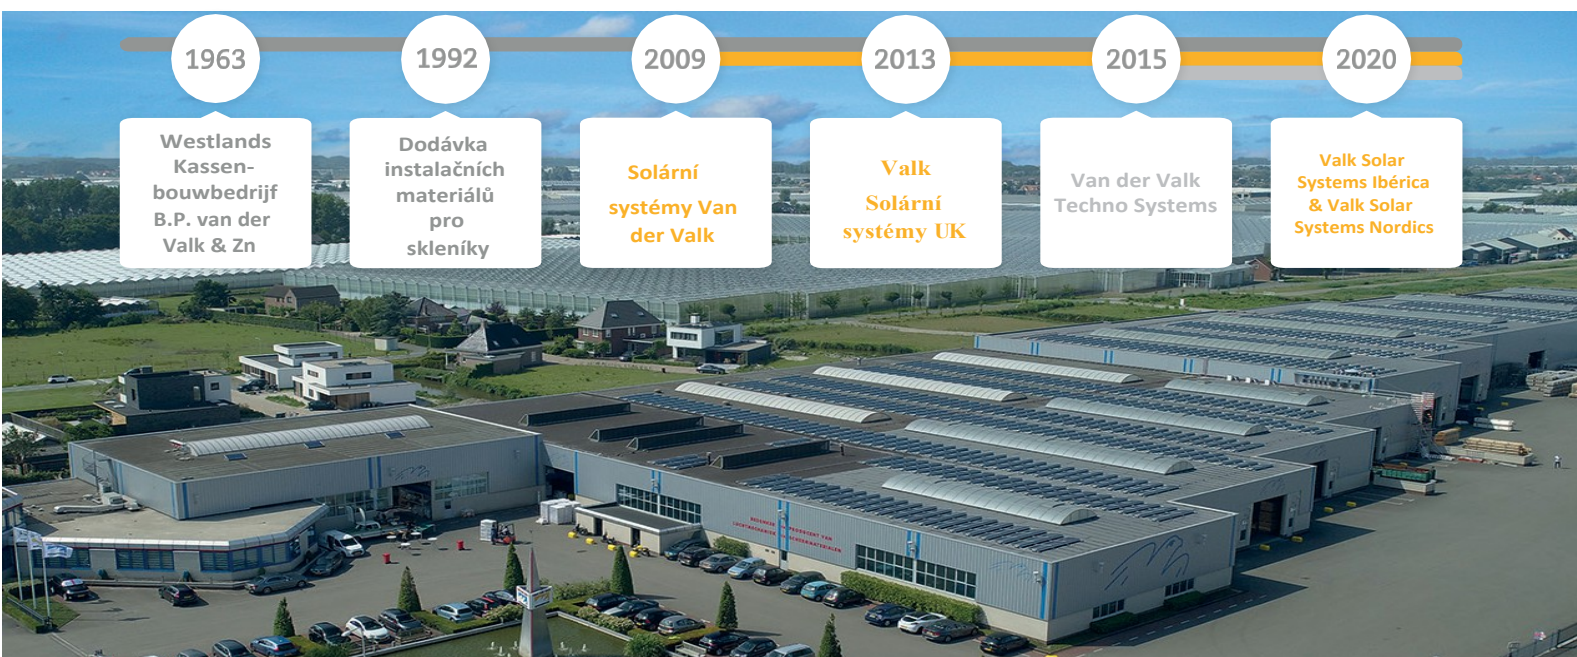 1963
1992
2009
2013
2015
2020
Westlands
Kassen-
bouwbedrijf
B.P. van der
Valk & Zn
Dodávka
instalačních
materiálů
pro
skleníky
Solární
systémy Van
der Valk
Valk
Solární
systémy UK
Van der Valk
Techno Systems
Valk Solar
Systems Ibérica
& Valk Solar
Systems Nordics